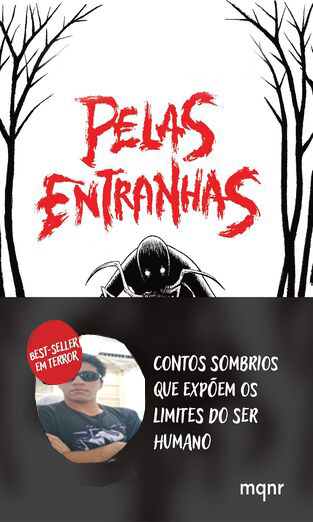 PELAS
ENTRANHAS
BEST-SELLER
EM TERROR
CONTOS SOMBRIOS
QUE EXPÕEM OS
LIMITES DO SER
HUMANO
mqnr